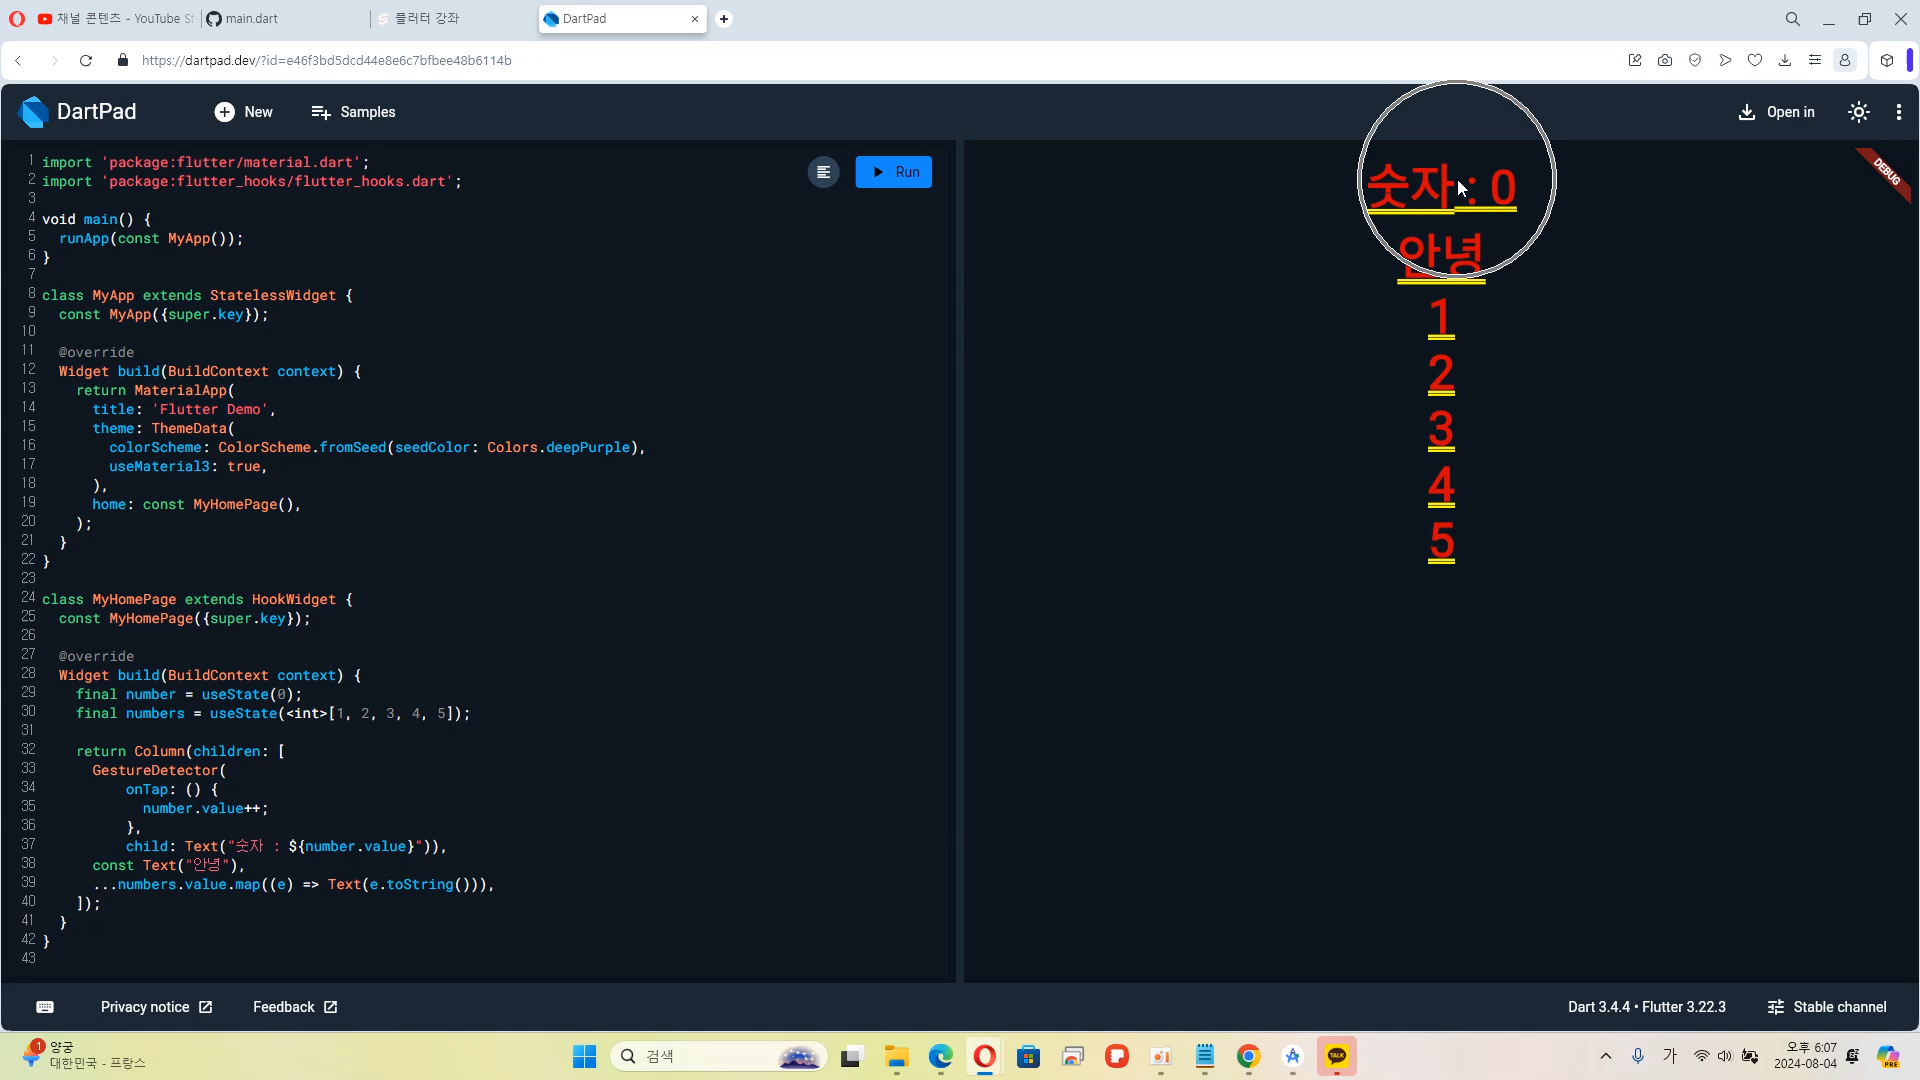 채널 콘텐츠 - YouTube St
main.dart
플러터 강좌
DartPad
https://dartpad.dev/?id=e46f3bd5dcd44e8e6c7bfbee48b6114b
DartPad
New
Samples
Open in
1 import 'package:flutter/material.dart';
2 import 'package:flutter_hooks/flutter_hooks.dart';
3
4 void main() {
5 runApp(const MyApp());
6 }
7
8 class MyApp extends StatelessWidget {
9 const MyApp({super.key});
10
11 @override
12 Widget build(BuildContext context) {
13 return MaterialApp(
14 title: 'Flutter Demo',
15 theme: ThemeData(
16 colorScheme: ColorScheme.fromSeed(seedColor: Colors.deepPurple),
17 useMaterial3: true,
18 ),
19 home: const MyHomePage(),
20 );
21 }
22 }
23
24 class MyHomePage extends HookWidget {
25 const MyHomePage({super.key});
26
27 @override
28 Widget build(BuildContext context) {
29 final number = useState(0);
30 final numbers = useState(<int>[1, 2, 3, 4, 5]);
31
32 return Column(children: [
33 GestureDetector(
34 onTap: () {
35 number.value++;
36 },
37 child: Text("숫자 : ${number.value}")),
38 const Text("안녕"),
39 ...numbers.value.map((e) => Text(e.toString())),
40 ]);
41 }
42 }
43
Run
숫자 : 0
안녕
1
2
3
4
5
DEBUG
Privacy notice
Feedback
Dart 3.4.4 • Flutter 3.22.3
Stable channel
1
양궁
대한민국 - 프랑스
검색
TALK
가
오후 6:07
2024-08-04
PRE